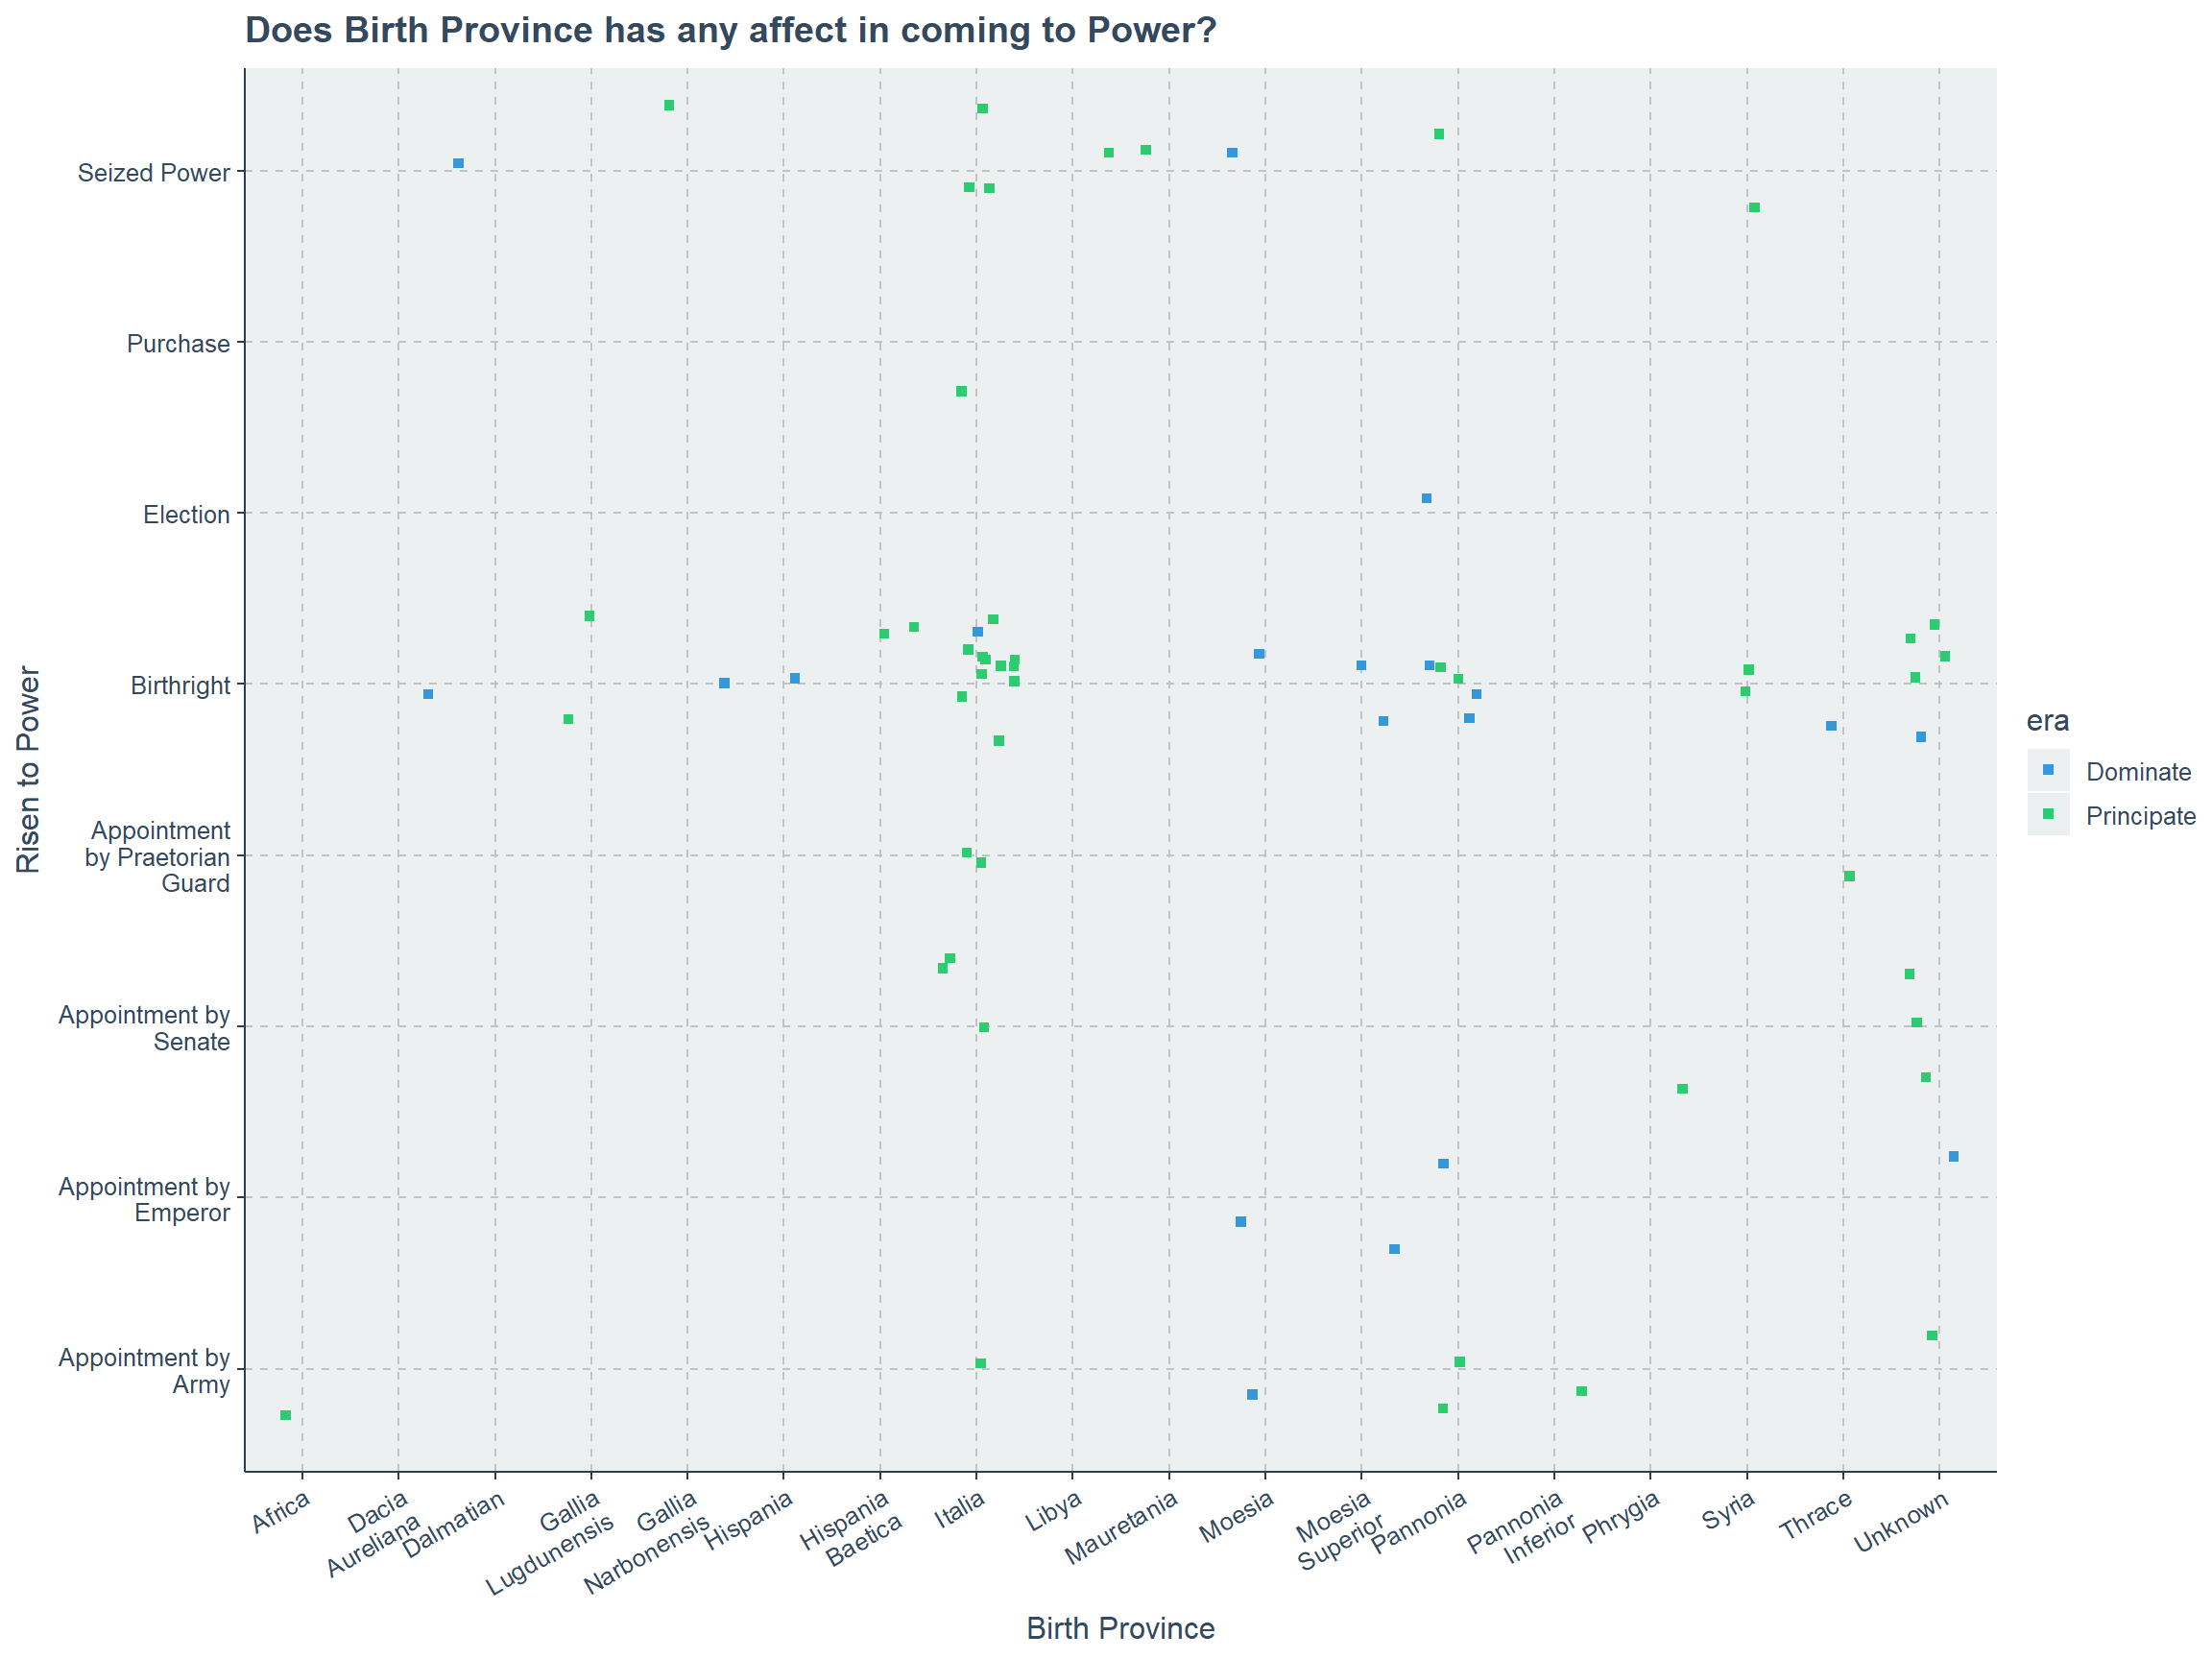 Does Birth Province has any affect in coming to Power?
Risen to Power
Seized Power
Purchase
Election
Birthright
Appointment
by Praetorian
Guard
Appointment by
Senate
Appointment by
Emperor
Appointment by
Army
Africa
Dacia
Aureliana
Dalmatian
Gallia
Lugdunensis
Gallia
Narbonensis
Hispania
Hispania
Baetica
Italia
Libya
Mauretania
Moesia
Moesia
Superior
Pannonia
Pannonia
Inferior
Phrygia
Syria
Thrace
Unknown
Birth Province
era
Dominate
Principate